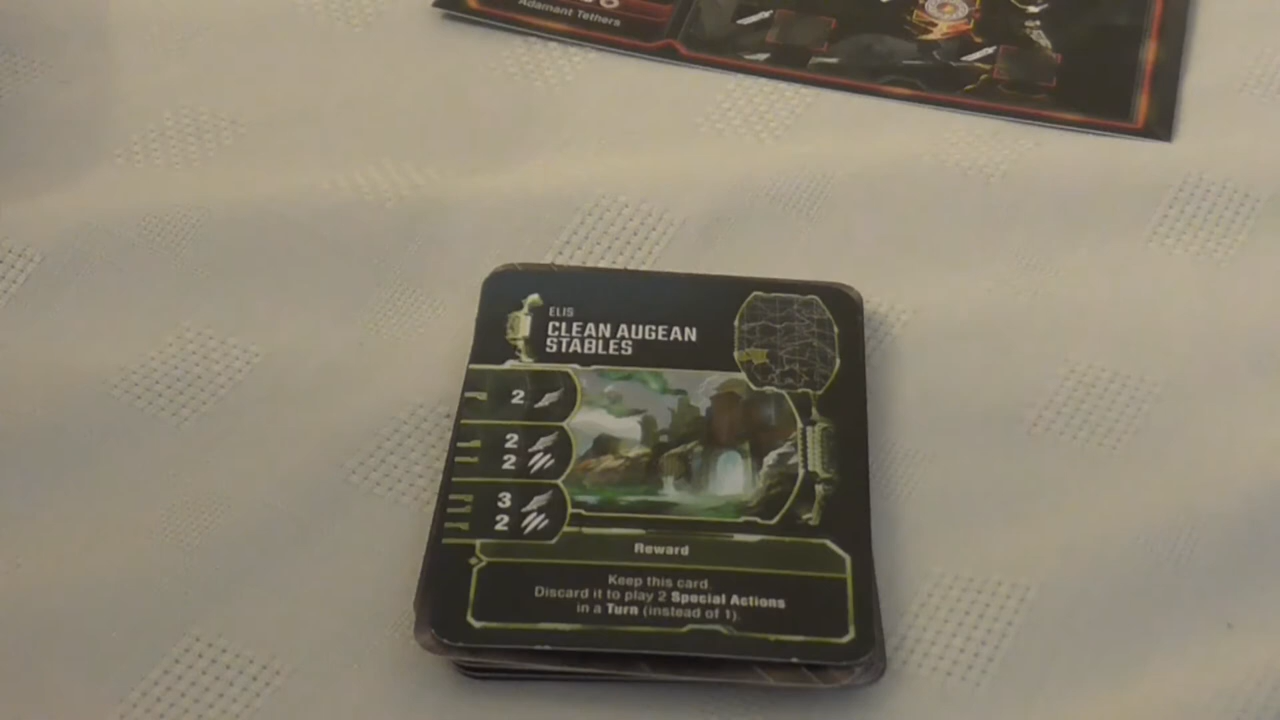 Adamant Tethers
ELIS
CLEAN AUGEAN
STABLES
2
2
2
3
2
Reward
Keep this card.
Discard it to play 2 Special Actions
in a Turn (instead of 1).